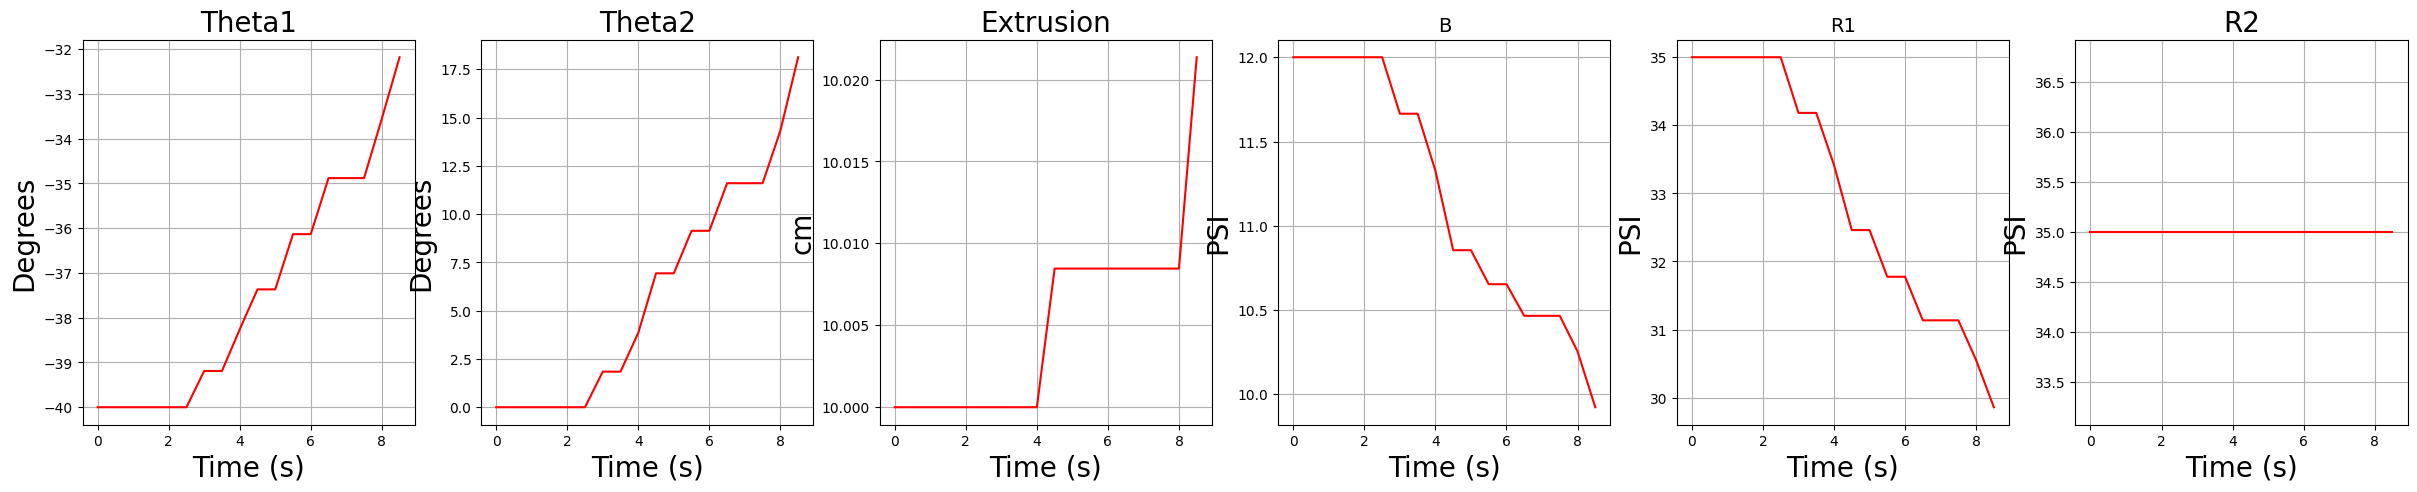 Theta1
Degrees
−32
−33
−34
−35
−36
−37
−38
−39
−40
0 2 4 6 8
Time (s)
Theta2
Degrees
17.5
15.0
12.5
10.0
7.5
5.0
2.5
0.0
0 2 4 6 8
Time (s)
Extrusion
cm
10.020
10.015
10.010
10.005
10.000
0 2 4 6 8
Time (s)
B
PSI
12.0
11.5
11.0
10.5
10.0
0 2 4 6 8
Time (s)
R1
PSI
35
34
33
32
31
30
0 2 4 6 8
Time (s)
R2
PSI
36.5
36.0
35.5
35.0
34.5
34.0
33.5
0 2 4 6 8
Time (s)